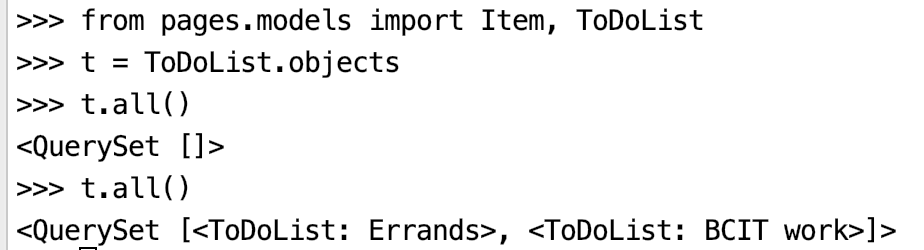 >>> from pages.models import Item, ToDoList
>>> t = ToDoList.objects
>>> t.all()
<QuerySet []>
>>> t.all()
<QuerySet [<ToDoList: Errands>, <ToDoList: BCIT work>]>